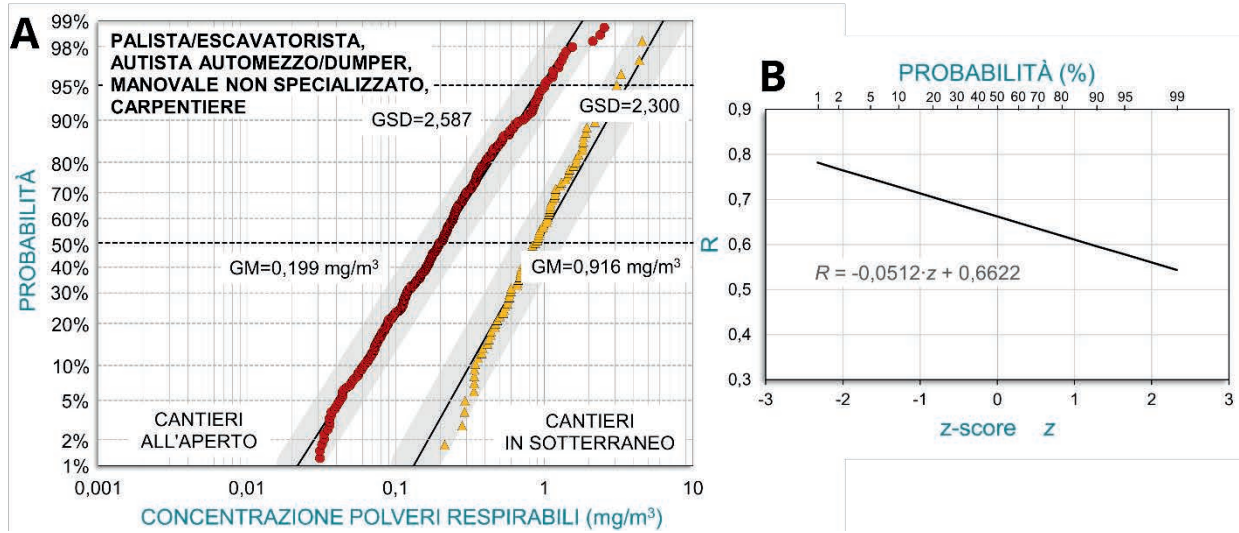 A
PALISTA/ESCAVATORISTA,
AUTISTA AUTOMEZZO/DUMPER,
MANOVALE NON SPECIALIZZATO,
CARPENTIERE
GSD=2,587
GSD=2,300
GM=0,199 mg/m³
GM=0,916 mg/m³
CANTIERI
ALL'APERTO
CANTIERI
IN SOTTERRANEO
PROBABILITÀ
99%
98%
95%
90%
80%
70%
60%
50%
40%
30%
20%
10%
5%
2%
1%
0,001
0,01
0,1
1
10
CONCENTRAZIONE POLVERI RESPIRABILI (mg/m³)
B
PROBABILITÀ (%)
1 2 5 10 20 30 40 50 60 70 80 90 95 99
0,9
0,8
0,7
0,6
0,5
0,4
0,3
R
R = -0,0512·z + 0,6622
-3 -2 -1 0 1 2 3
z-score z